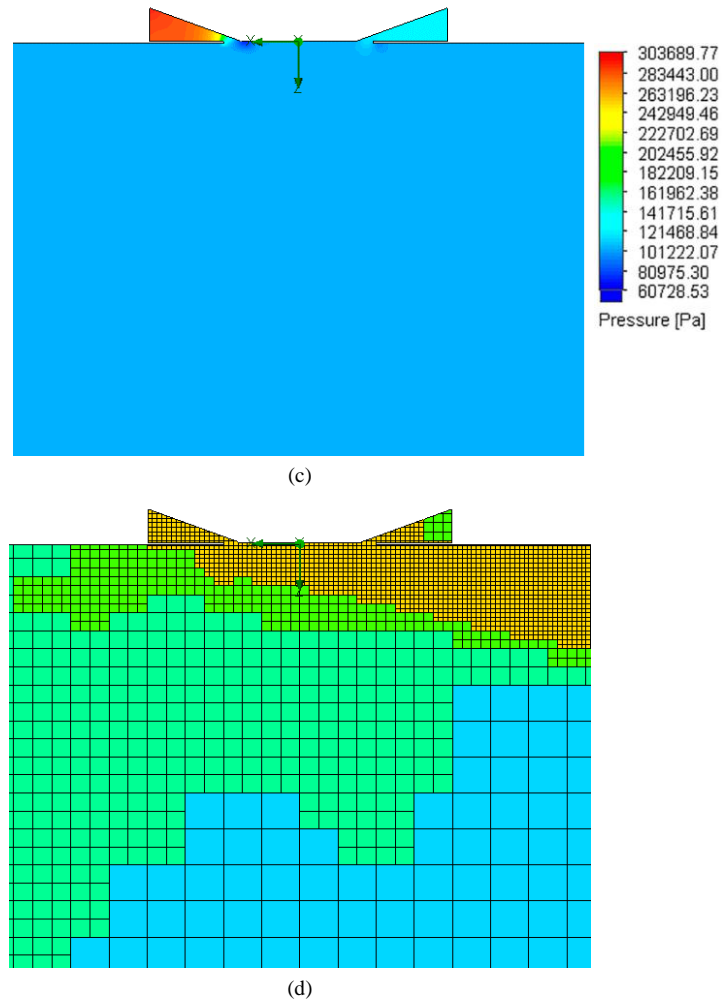 X
Y
Z
303689.77
283443.00
263196.23
242949.46
222702.69
202455.92
182209.15
161962.38
141715.61
121468.84
101222.07
80975.30
60728.53
Pressure [Pa]
(c)
X
(d)